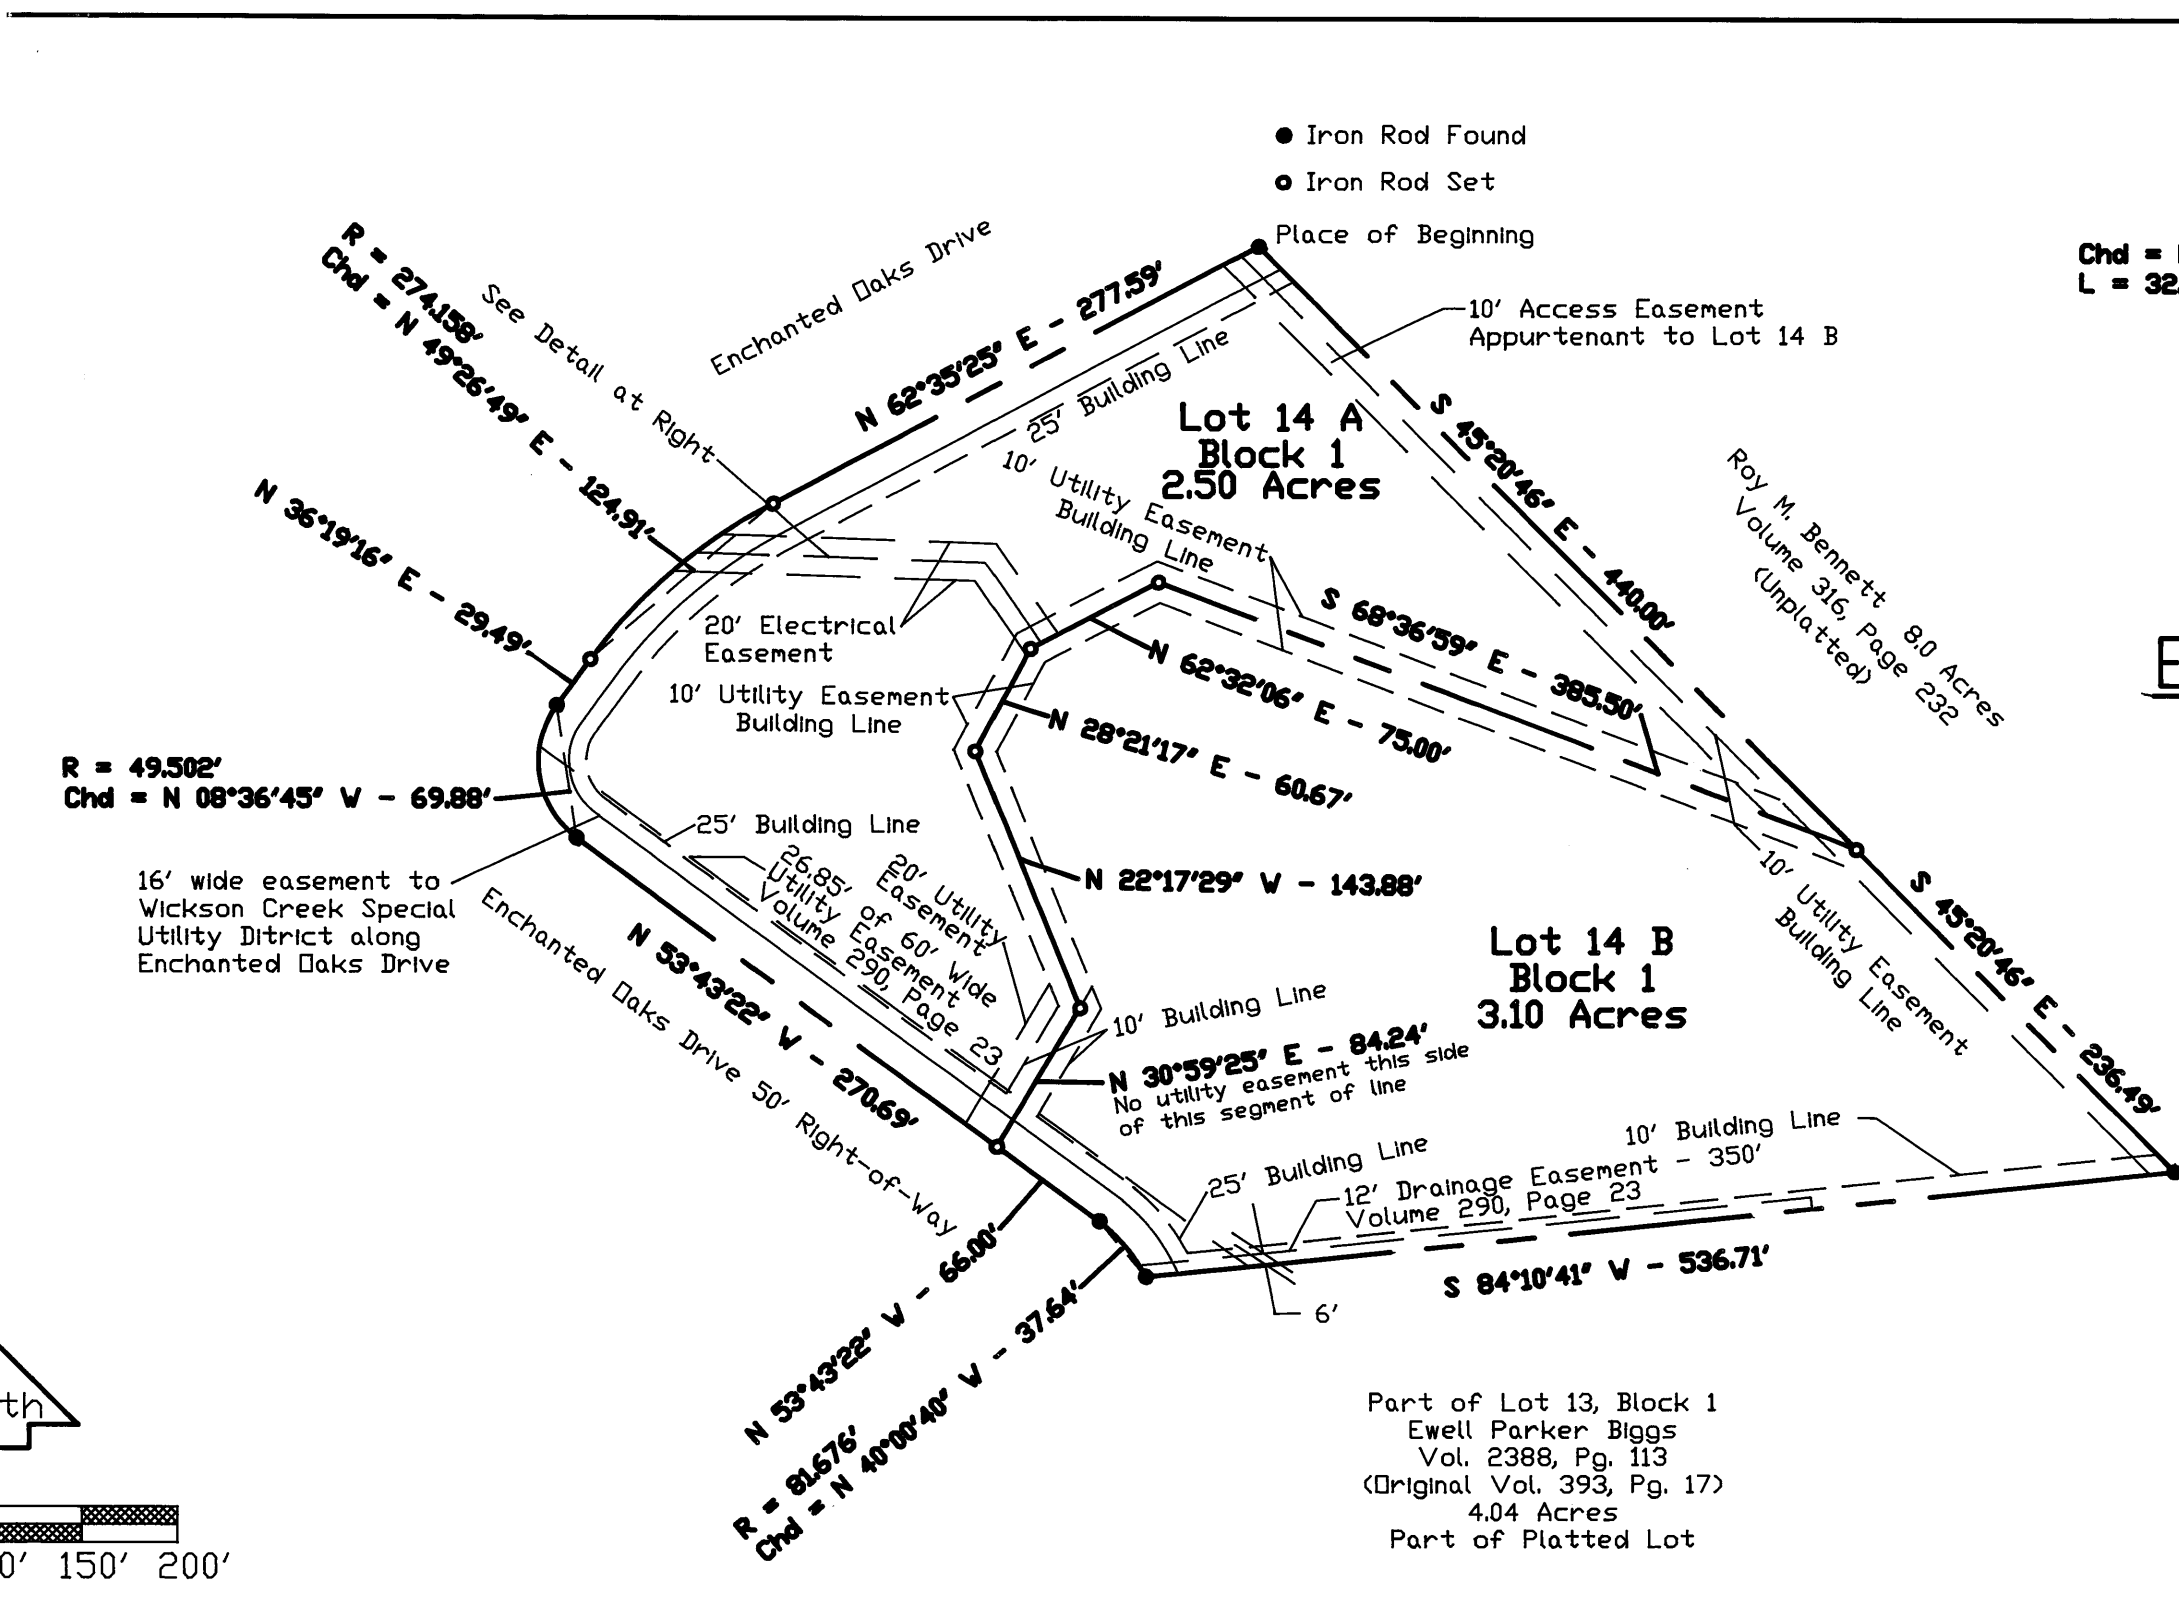 Iron Rod Found
Iron Rod Set
Place of Beginning
Chd =
L = 32
R = 274.158'
Chd = N 49°26'49" E - 124.91'
See Detail at Right
Enchanted Oaks Drive
N 62°35'25" E - 277.59'
25' Building Line
10' Access Easement
Appurtenant to Lot 14 B
Lot 14 A
Block 1
2.50 Acres
10' Utility Easement
Building Line
S 45°20'46" E - 440.00'
Roy M. Bennett 8.0 Acres
Volume 316, Page 232
(Unplatted)
N 36°19'16" E - 29.49'
20' Electrical
Easement
10' Utility Easement
Building Line
S 68°36'59" E - 385.50'
N 62°32'06" E - 75.00'
N 28°21'17" E - 60.67'
R = 49.502'
Chd = N 08°36'45" W - 69.88'
25' Building Line
26.85' of 60' Wide
Utility Easement
Volume 290, Page 23
20' Utility
Easement
N 22°17'29" W - 143.88'
16' wide easement to
Wickson Creek Special
Utility Ditrict along
Enchanted Oaks Drive
Enchanted Oaks Drive 50' Right-of-Way
N 53°43'22" W - 270.69'
Lot 14 B
Block 1
3.10 Acres
10' Utility Easement
Building Line
S 45°20'46" E - 236.49'
10' Building Line
N 30°59'25" E - 84.24'
No utility easement this side
of this segment of line
25' Building Line
10' Building Line
12' Drainage Easement - 350'
Volume 290, Page 23
S 84°10'41" W - 536.71'
6'
N 53°43'22" W - 66.00'
R = 81.676'
Chd = N 40°00'40" W - 37.64'
Part of Lot 13, Block 1
Ewell Parker Biggs
Vol. 2388, Pg. 113
(Original Vol. 393, Pg. 17)
4.04 Acres
Part of Platted Lot
th
0' 150' 200'